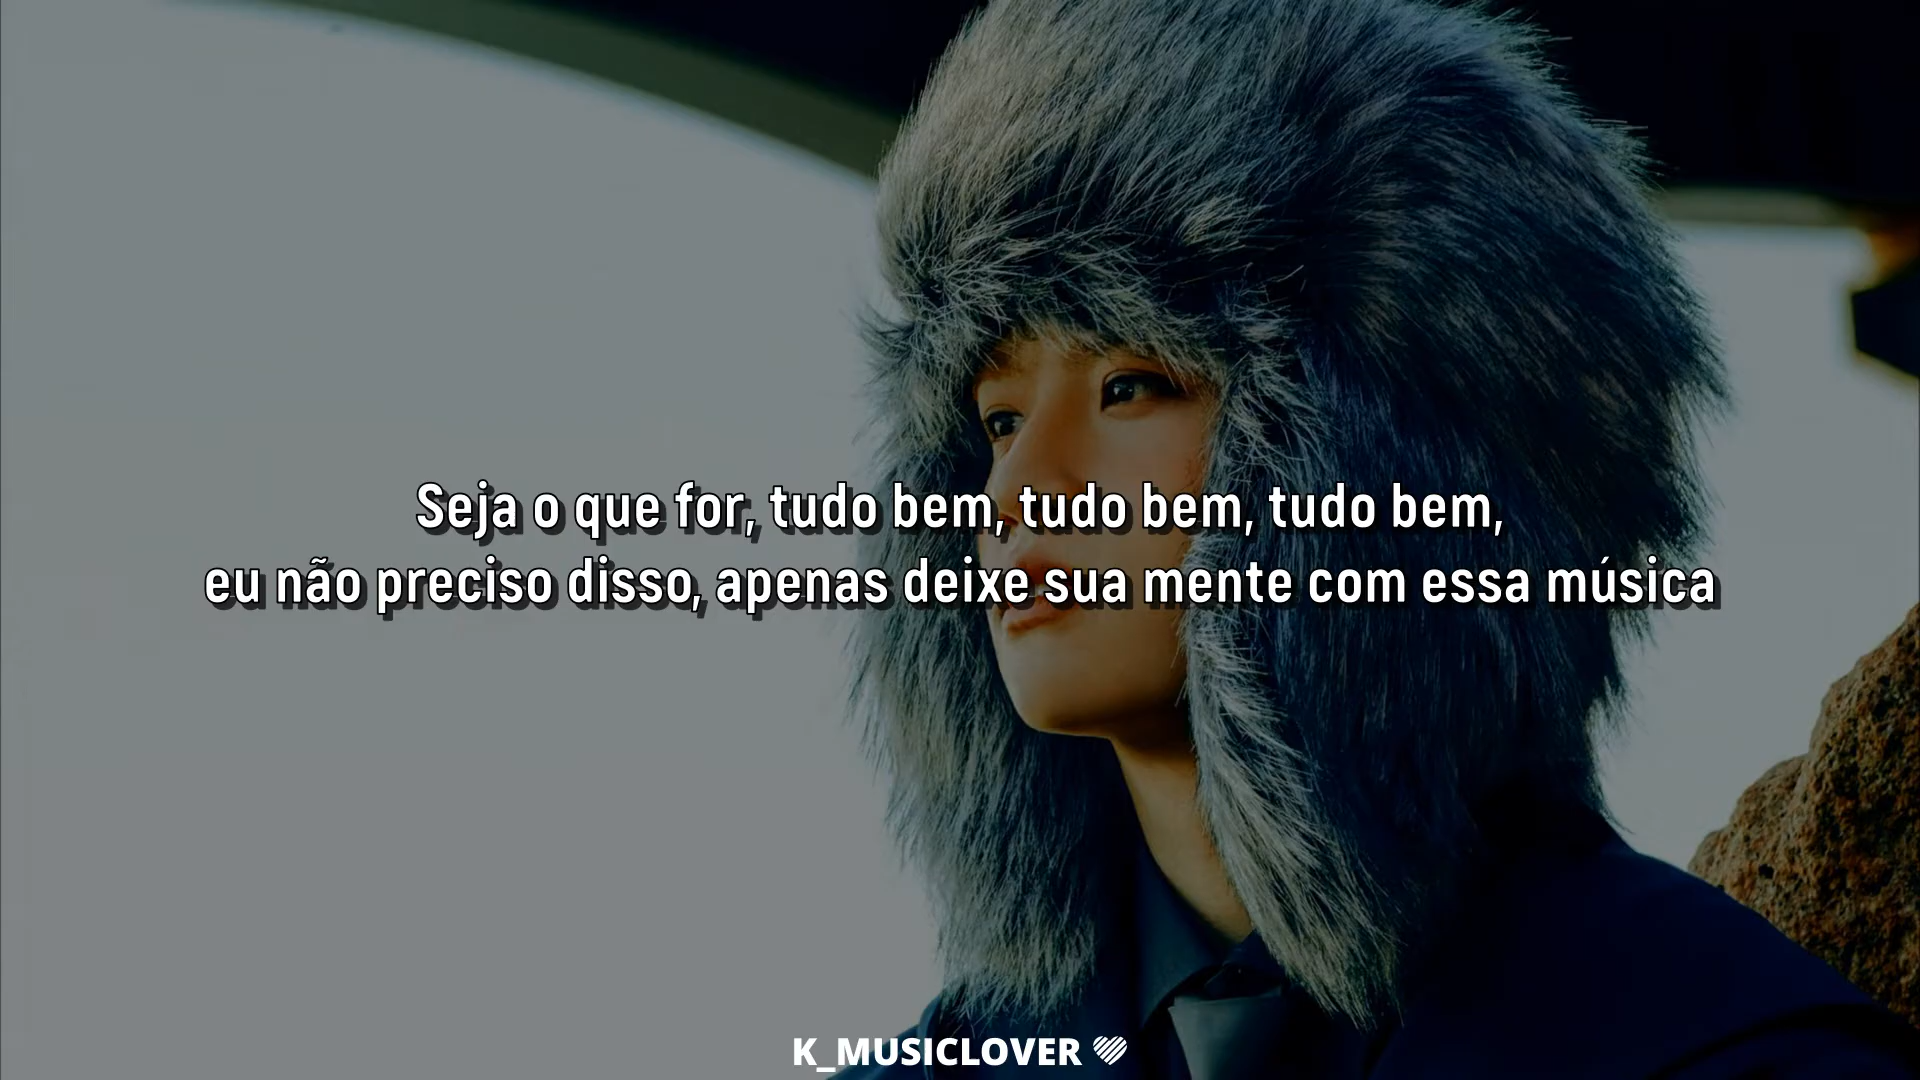 Seja o que for, tudo bem, tudo bem, tudo bem,
eu não preciso disso, apenas deixe sua mente com essa música
K_MUSICLOVER